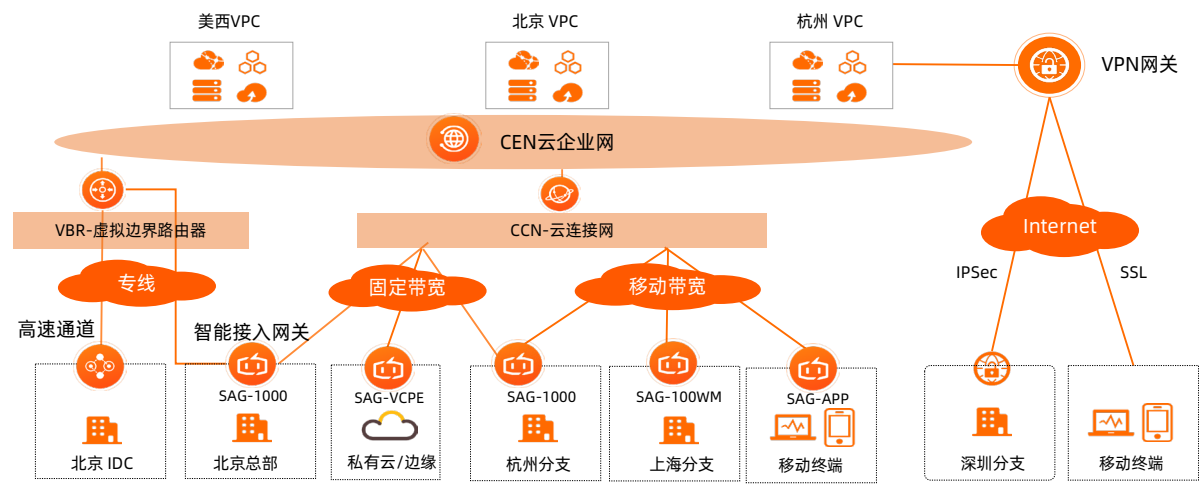 美西VPC
北京 VPC
杭州 VPC
VPN网关
CEN云企业网
VBR-虚拟边界路由器
CCN-云连接网
Internet
专线
固定带宽
移动带宽
IPSec
SSL
高速通道
智能接入网关
SAG-1000
SAG-VCPE
SAG-1000
SAG-100WM
SAG-APP
北京 IDC
北京总部
私有云/边缘
杭州分支
上海分支
移动终端
深圳分支
移动终端